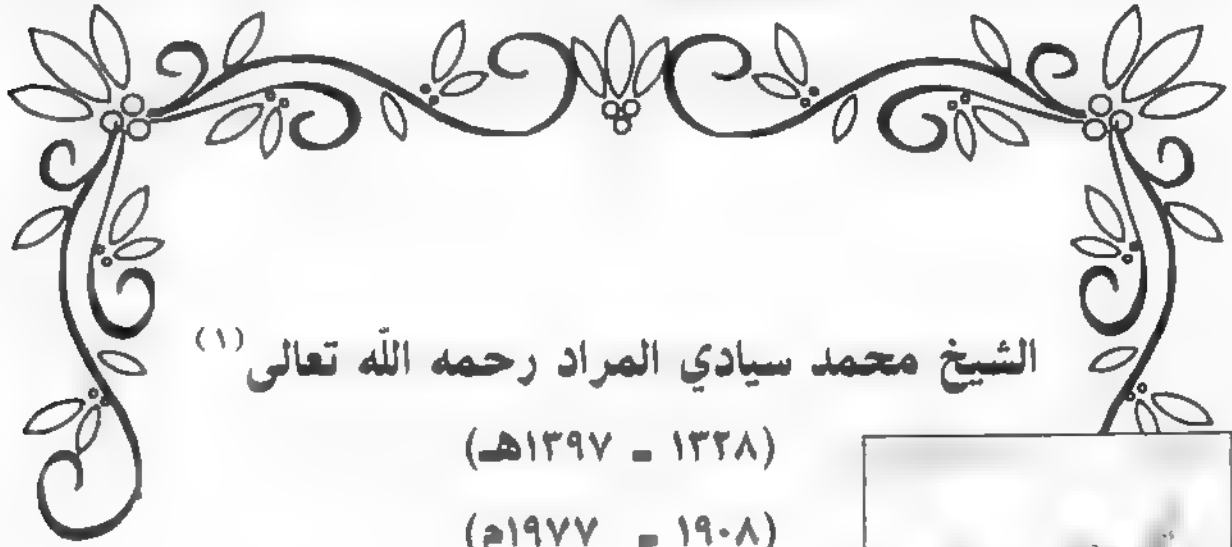 الشيخ محمد سيادي المراد رحمه الله تعالى (١)
(١٣٢٨ - ١٣٩٧هـ)
(١٩٠٨ - ١٩٧٧م)